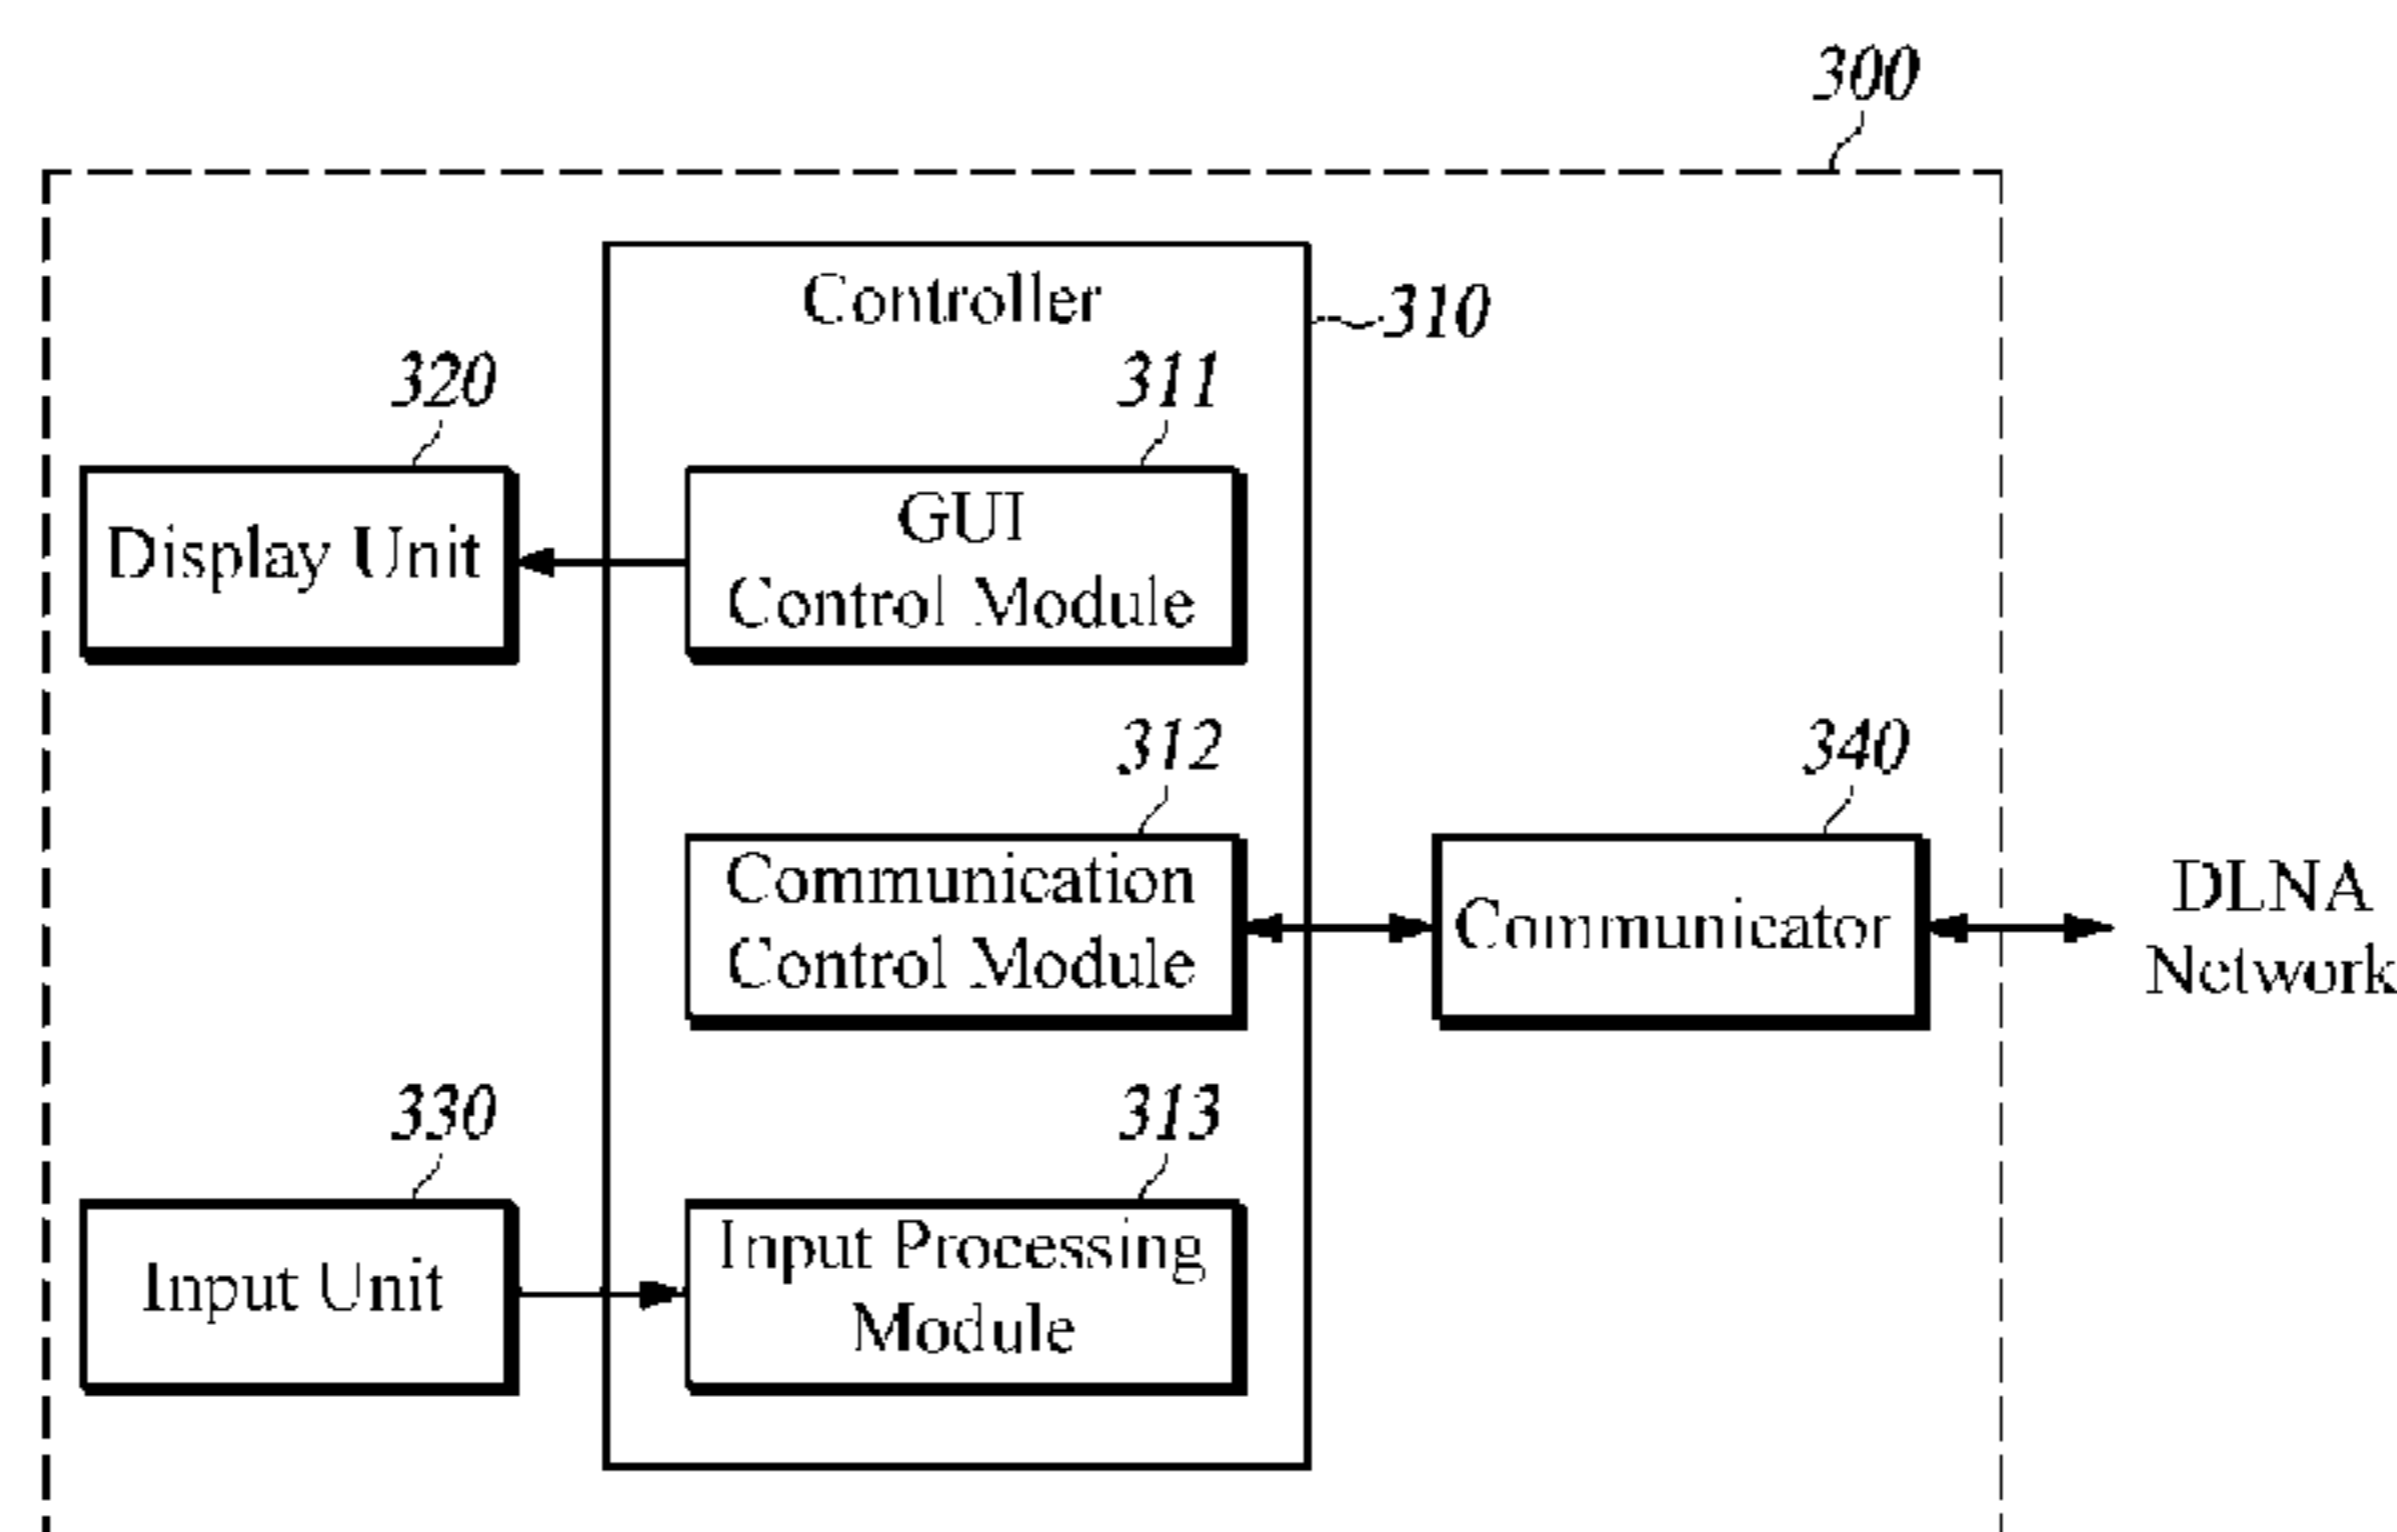 300
Controller
310
320
311
Display Unit
GUI
Control Module
312
340
Communication
Control Module
Communicator
DLNA
Network
330
313
Input Unit
Input Processing
Module